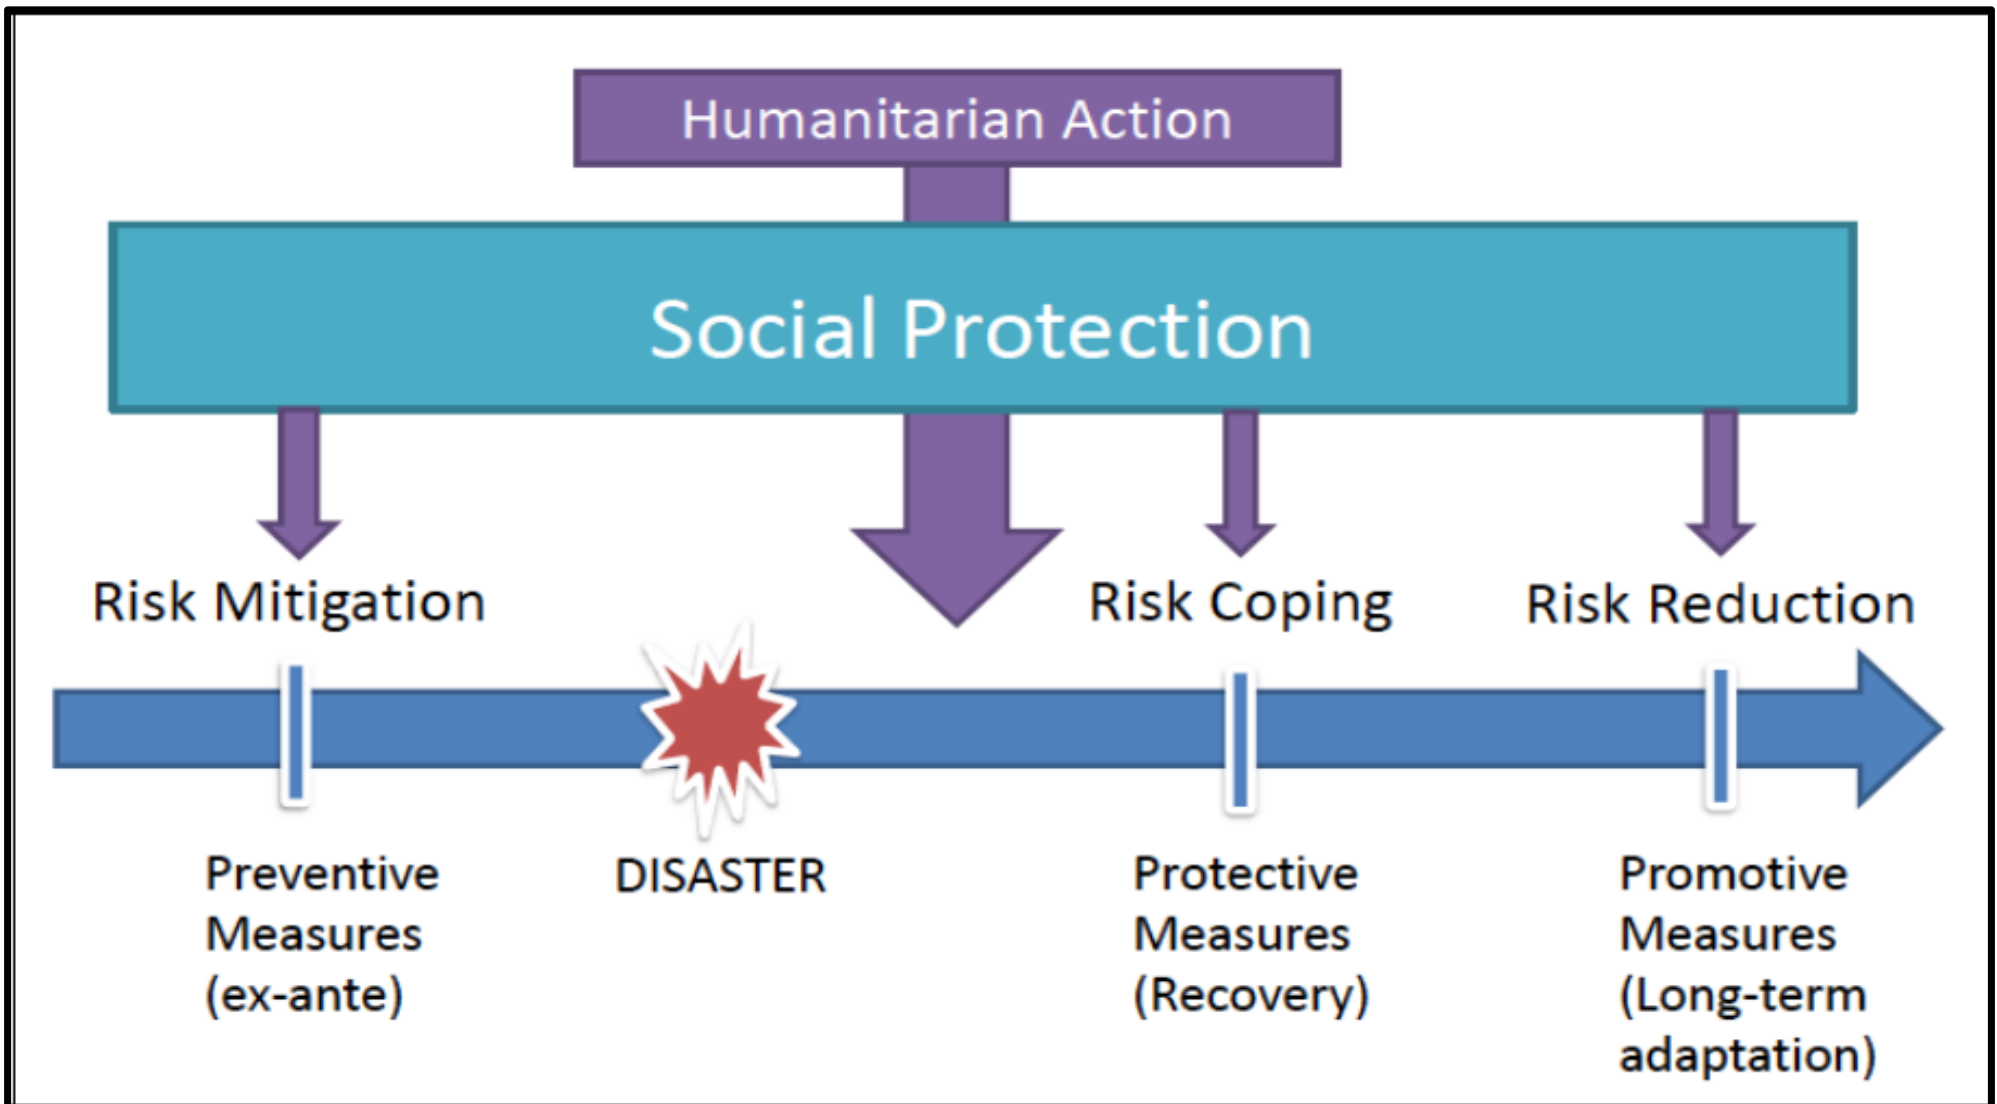 Humanitarian Action
Social Protection
Risk Mitigation
Risk Coping
Risk Reduction
Preventive
Measures
(ex-ante)
DISASTER
Protective
Measures
(Recovery)
Promotive
Measures
(Long-term
adaptation)